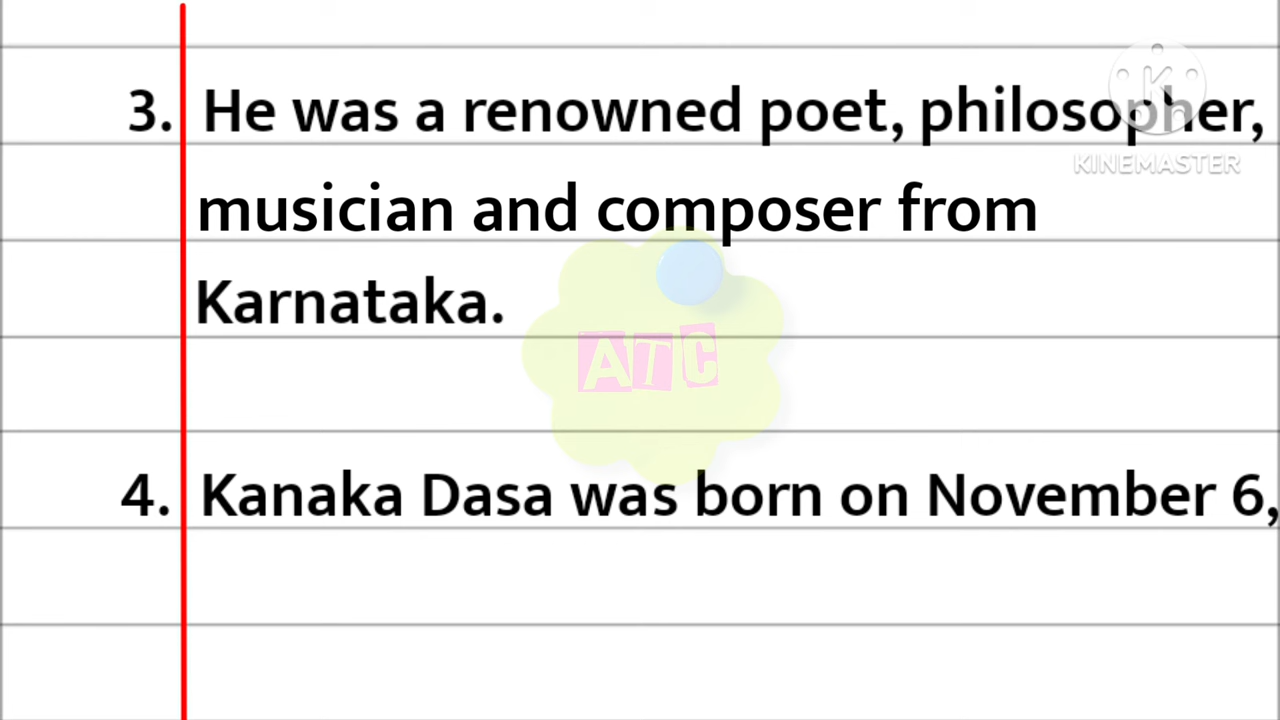 3. He was a renowned poet, philosopher,
KINEMASTER
musician and composer from
Karnataka.
ATC
4. Kanaka Dasa was born on November 6,